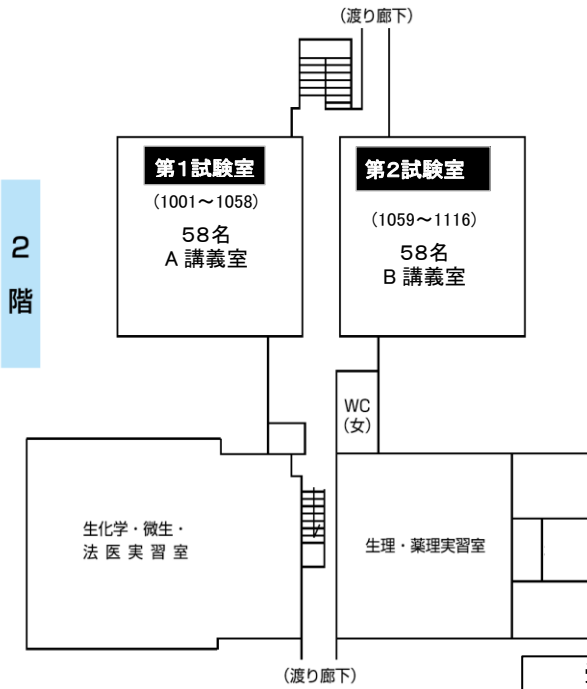 (渡り廊下)
第1試験室
(1001～1058)
58名
A 講義室
第2試験室
(1059～1116)
58名
B 講義室
2
階
WC
(女)
生化学・微生・
法 医 実 習 室
生理・薬理実習室
(渡り廊下)